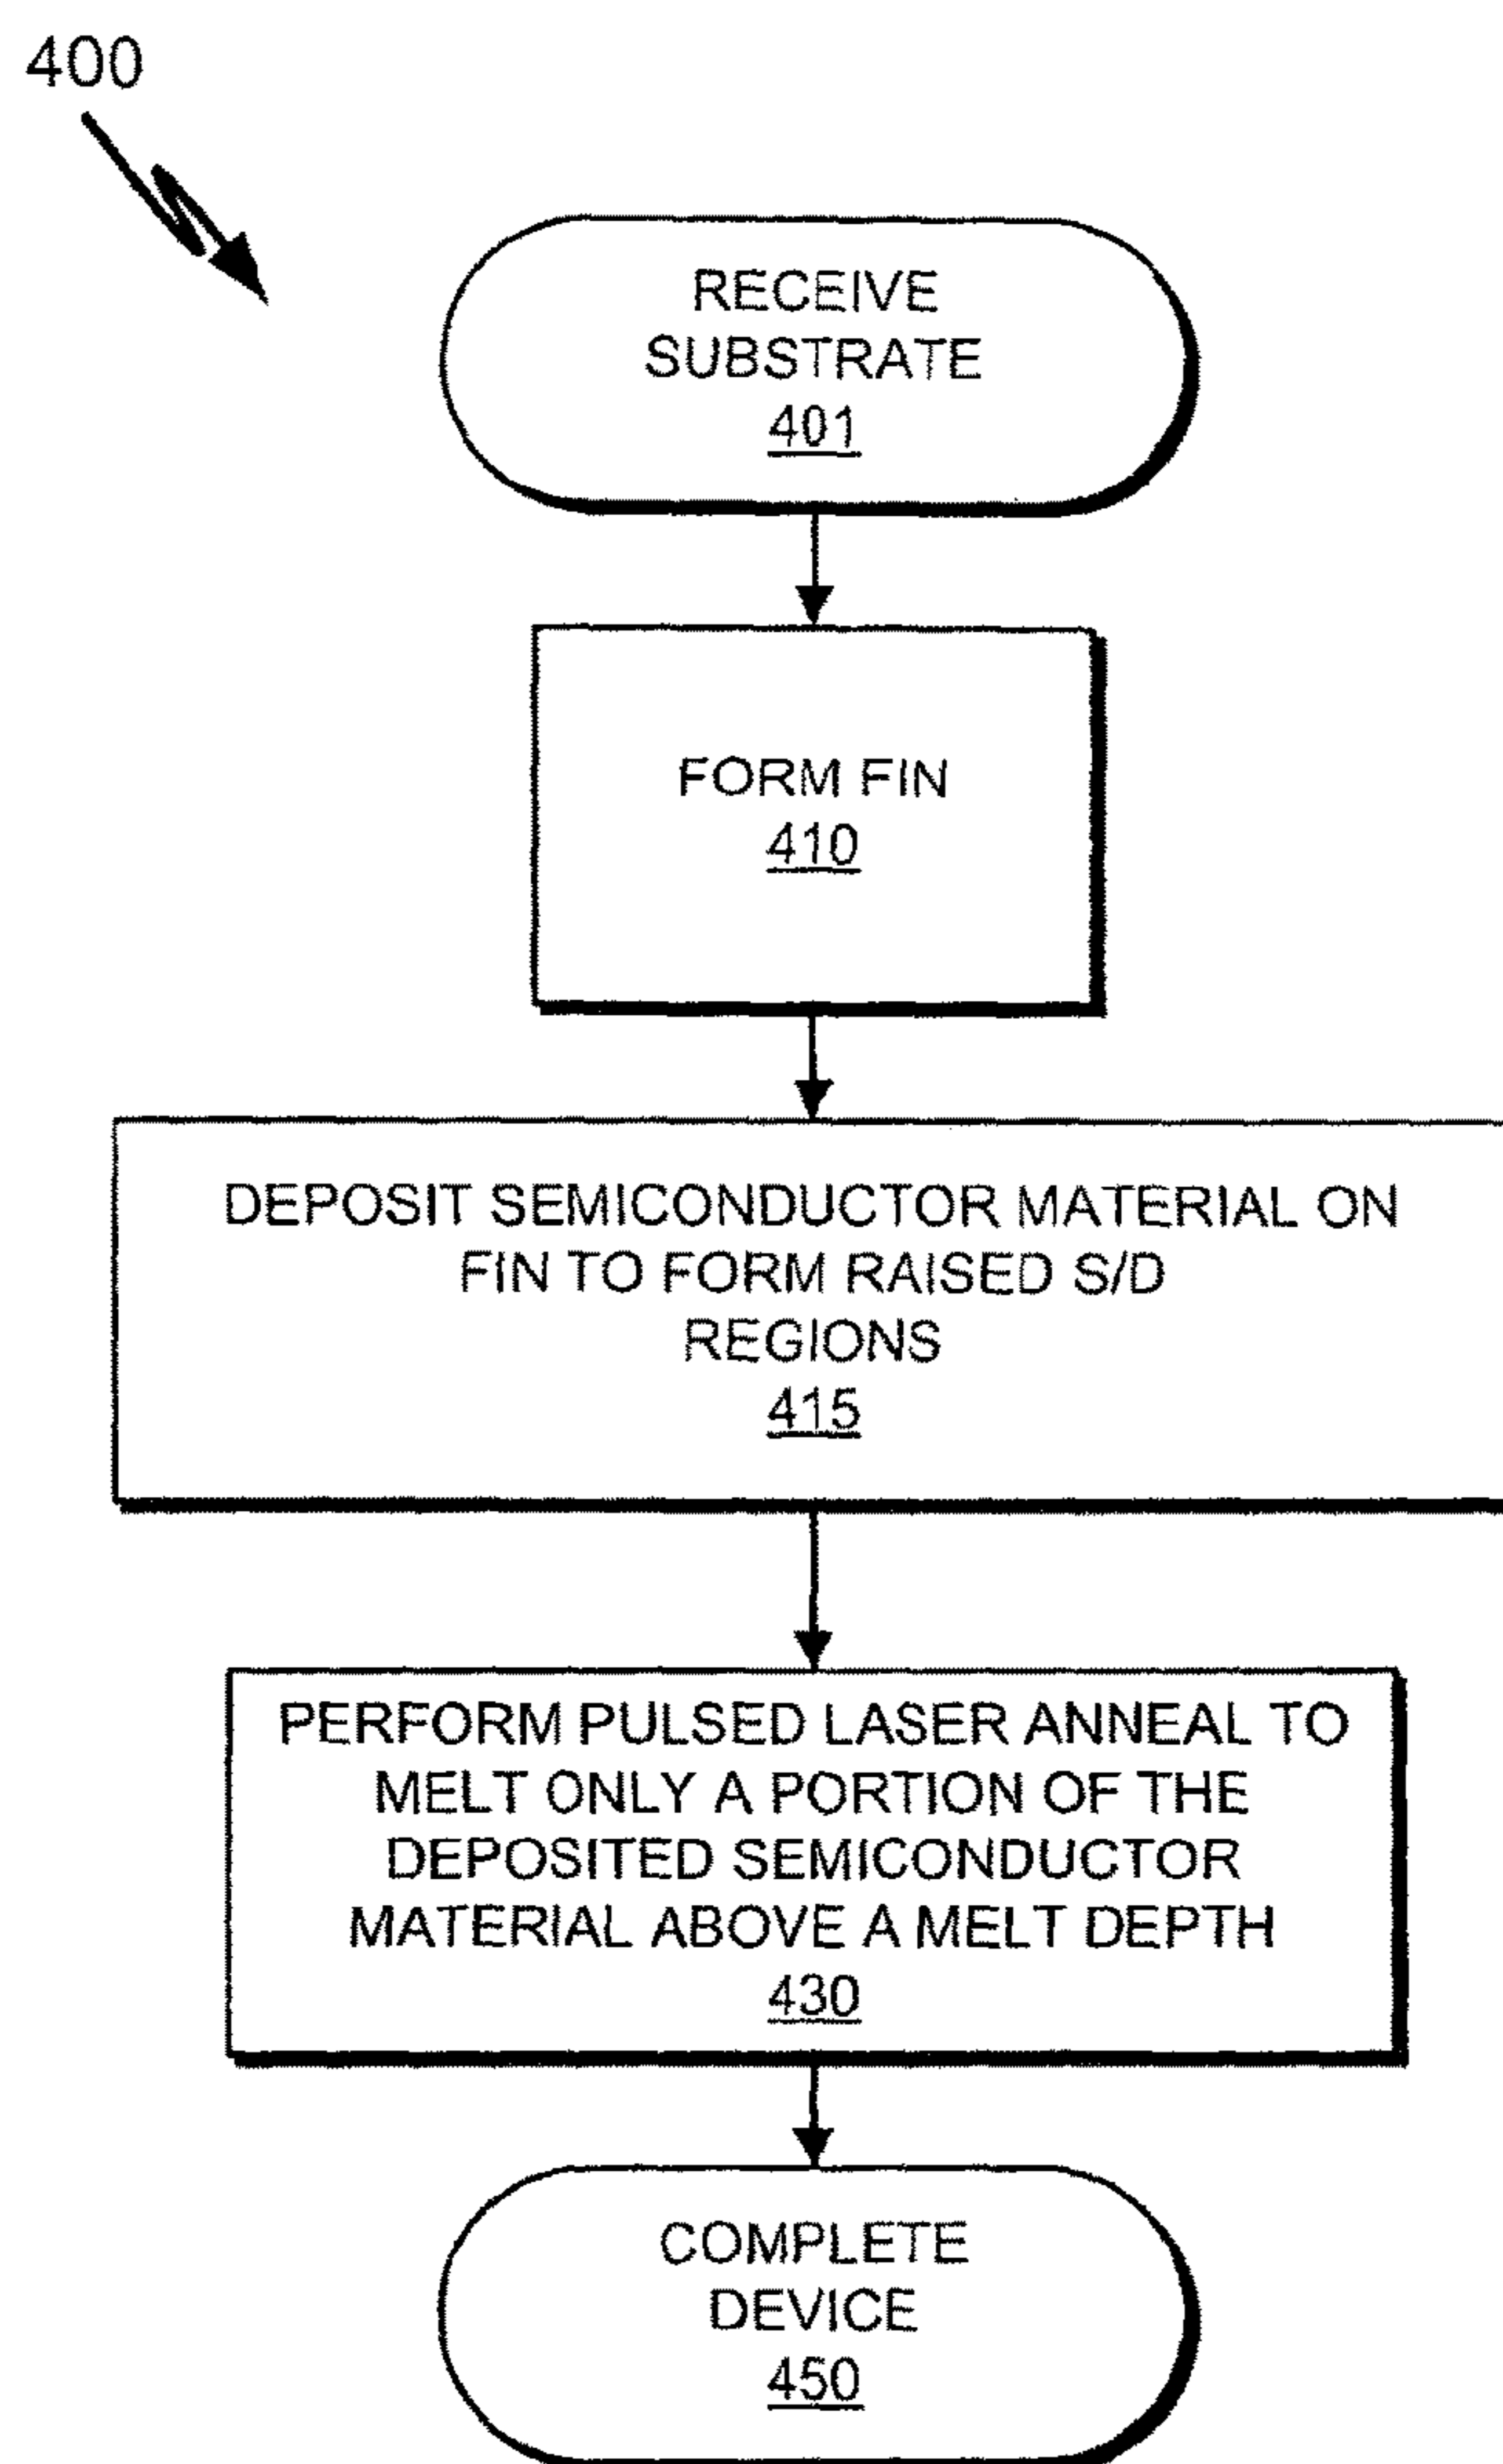 400
RECEIVE
SUBSTRATE
401
FORM FIN
410
DEPOSIT SEMICONDUCTOR MATERIAL ON
FIN TO FORM RAISED S/D
REGIONS
415
PERFORM PULSED LASER ANNEAL TO
MELT ONLY A PORTION OF THE
DEPOSITED SEMICONDUCTOR
MATERIAL ABOVE A MELT DEPTH
430
COMPLETE
DEVICE
450